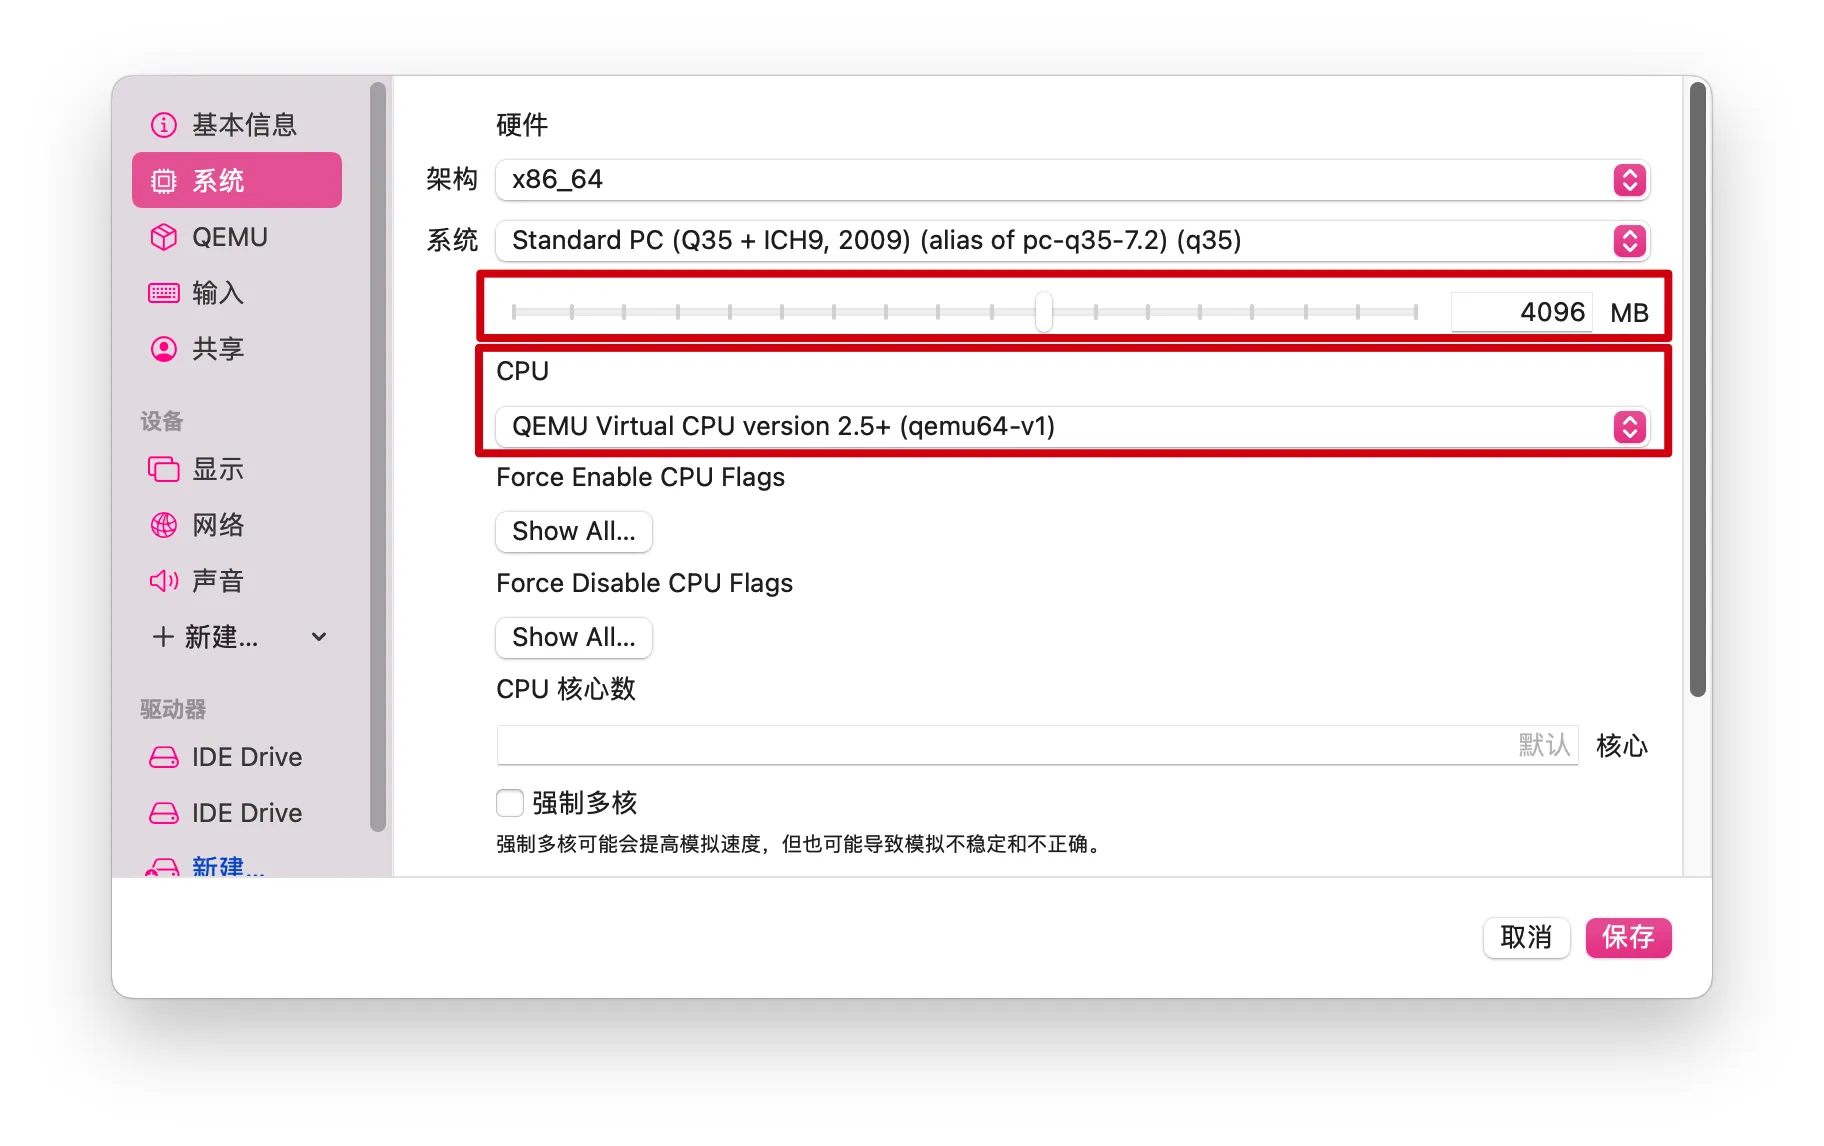 基本信息
系统
QEMU
输入
共享
设备
显示
网络
声音
新建...
驱动器
IDE Drive
IDE Drive
新建...
硬件
架构 x86_64
系统 Standard PC (Q35 + ICH9, 2009) (alias of pc-q35-7.2) (q35)
4096 MB
CPU
QEMU Virtual CPU version 2.5+ (qemu64-v1)
Force Enable CPU Flags
Show All...
Force Disable CPU Flags
Show All...
CPU 核心数
默认 核心
强制多核
强制多核可能会提高模拟速度，但也可能导致模拟不稳定和不正确。
取消 保存